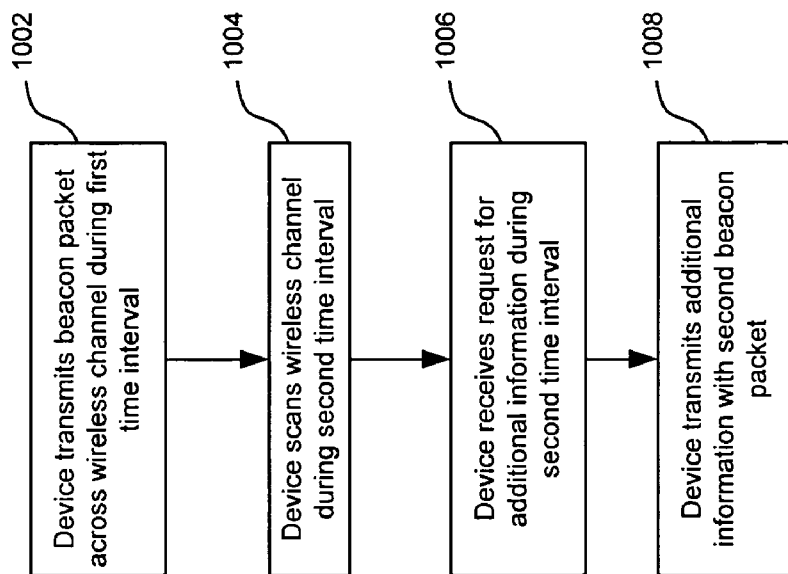 Device transmits beacon packet
across wireless channel during first
time interval
1002
Device scans wireless channel
during second time interval
1004
Device receives request for
additional information during
second time interval
1006
Device transmits additional
information with second beacon
packet
1008